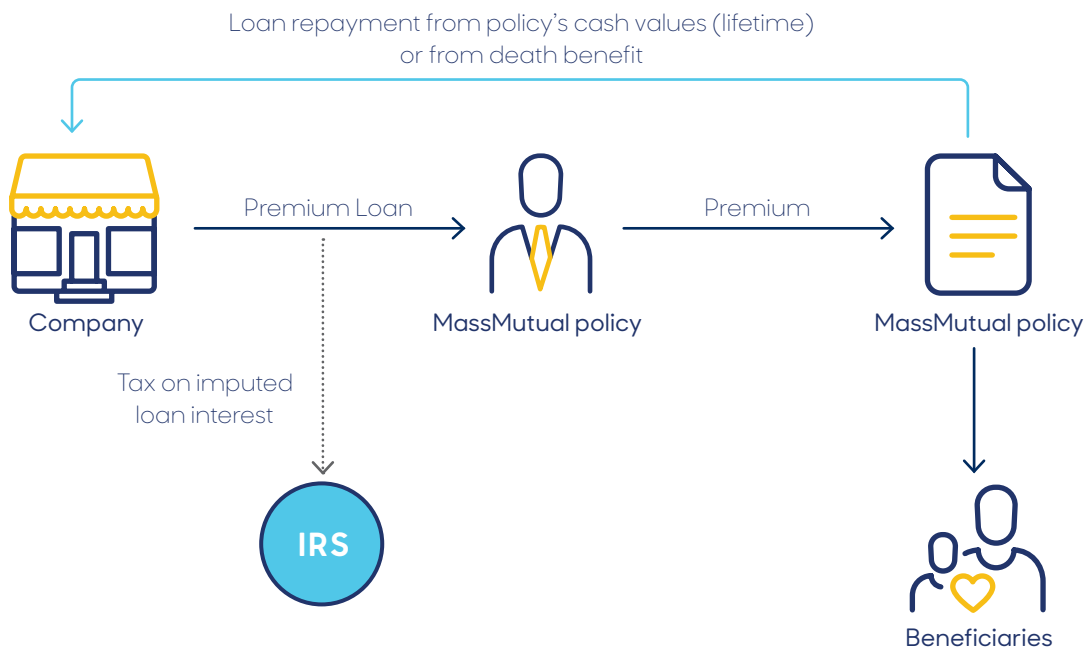 Loan repayment from policy’s cash values (lifetime)
or from death benefit
Premium Loan
Premium
Company
MassMutual policy
MassMutual policy
Tax on imputed
loan interest
IRS
Beneficiaries